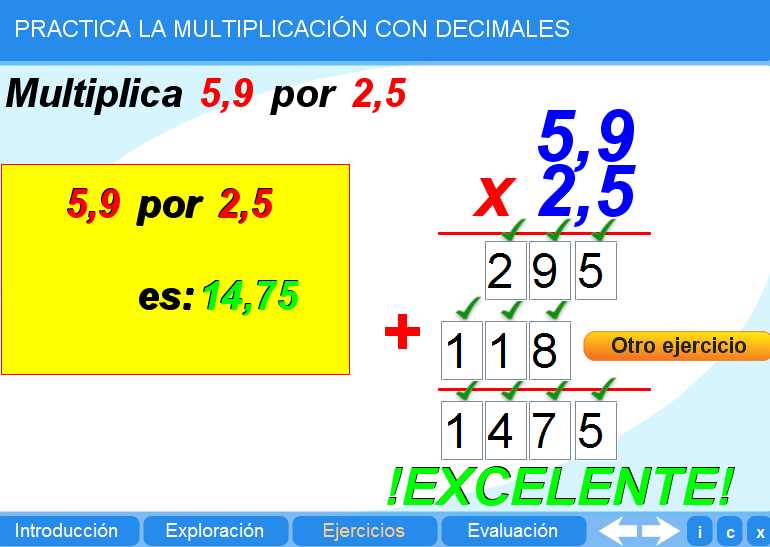 PRACTICA LA MULTIPLICACIÓN CON DECIMALES
Multiplica 5,9 por 2,5
5,9 por 2,5
es: 14,75
5,9
x 2,5
2 9 5
+ 1 1 8
1 4 7 5
Otro ejercicio
!EXCELENTE!
Introducción Exploración Ejercicios Evaluación i c x